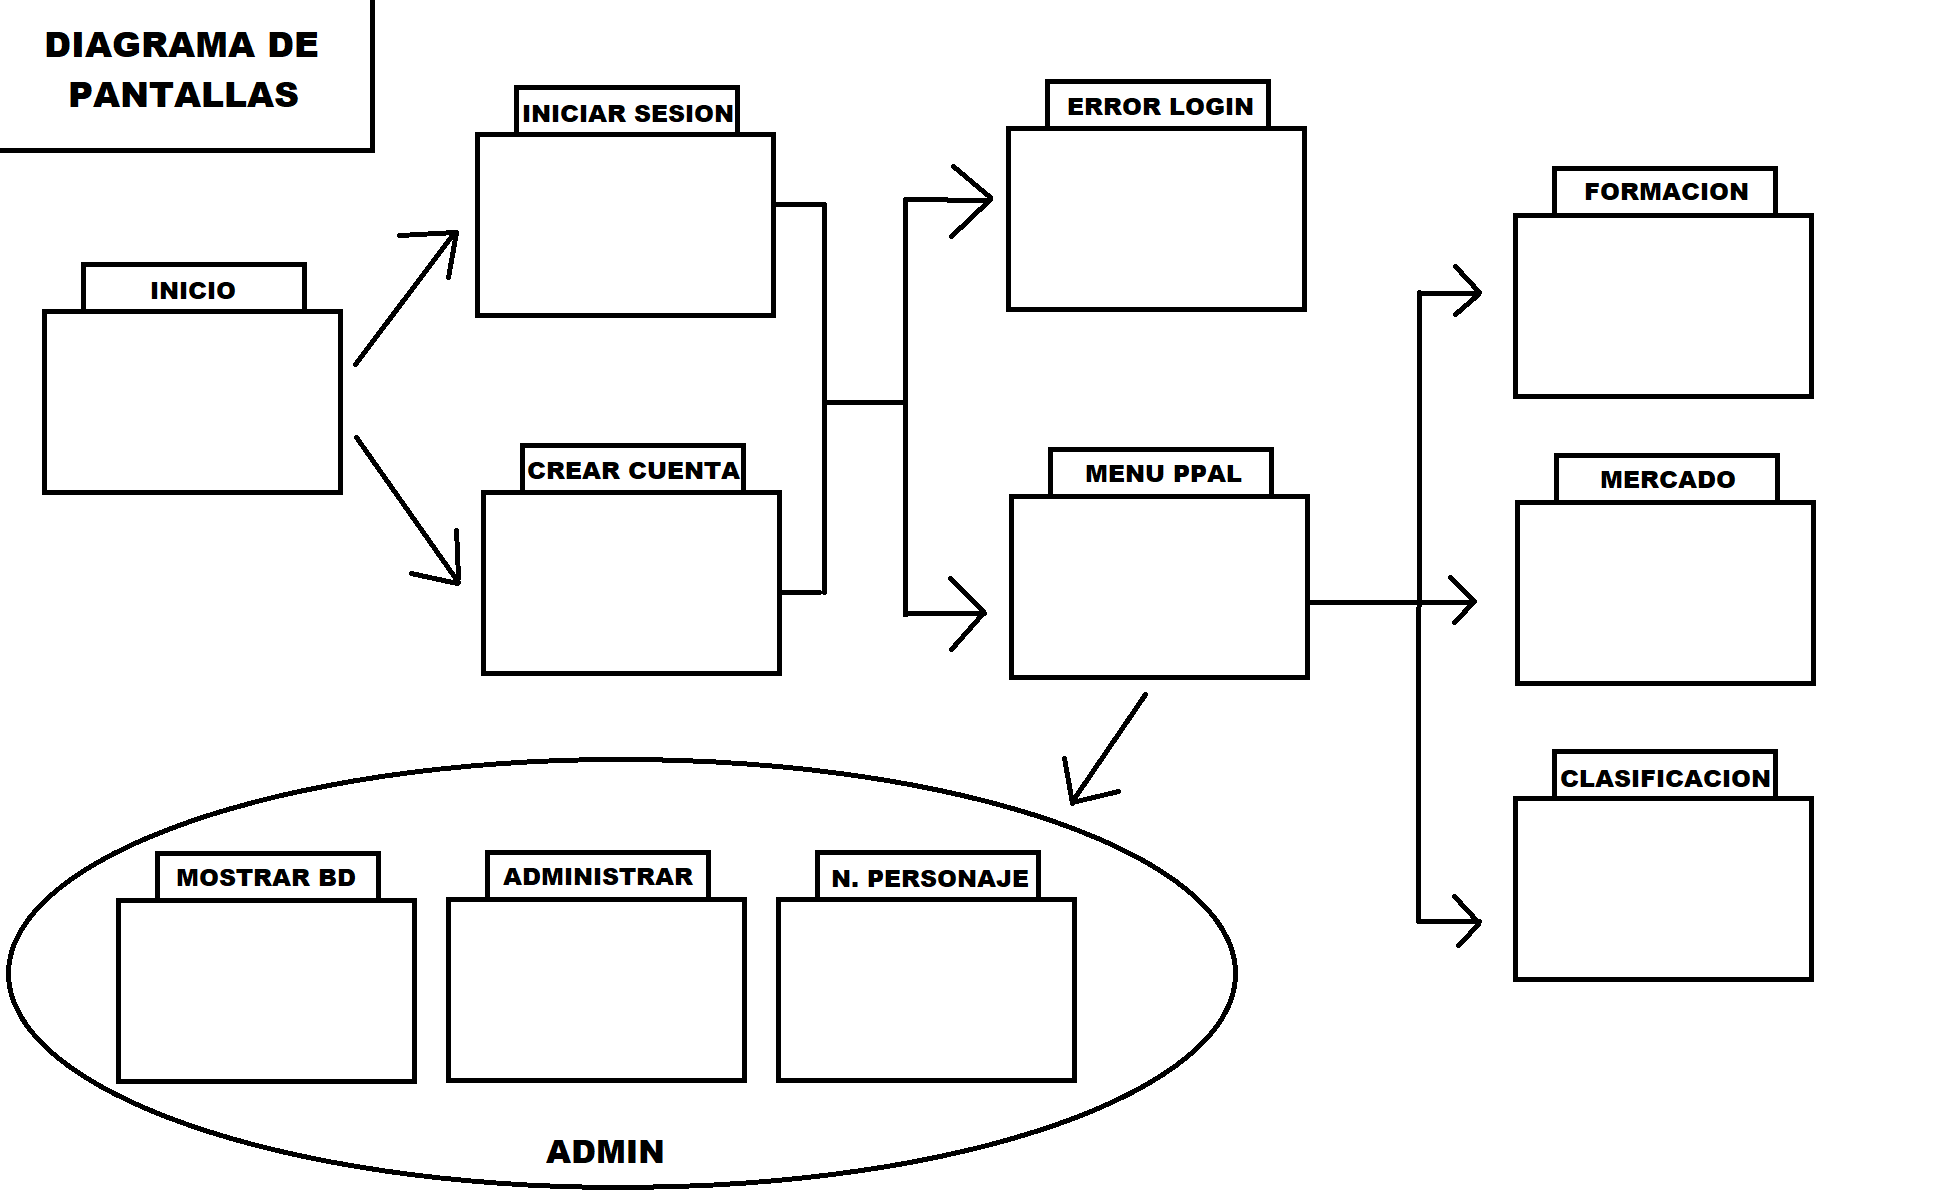 DIAGRAMA DE
PANTALLAS
INICIO
INICIAR SESION
CREAR CUENTA
ERROR LOGIN
MENU PPAL
FORMACION
MERCADO
CLASIFICACION
MOSTRAR BD
ADMINISTRAR
N. PERSONAJE
ADMIN